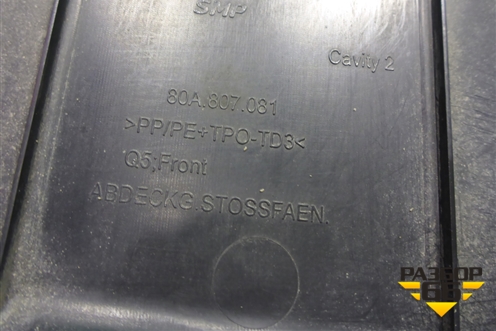 SMP
Cavity 2
80A.807.081
>PP/PE+TPO-TD3<
Q5;Front
ABDECKG.STOSSFAEN.
РАЗБОР